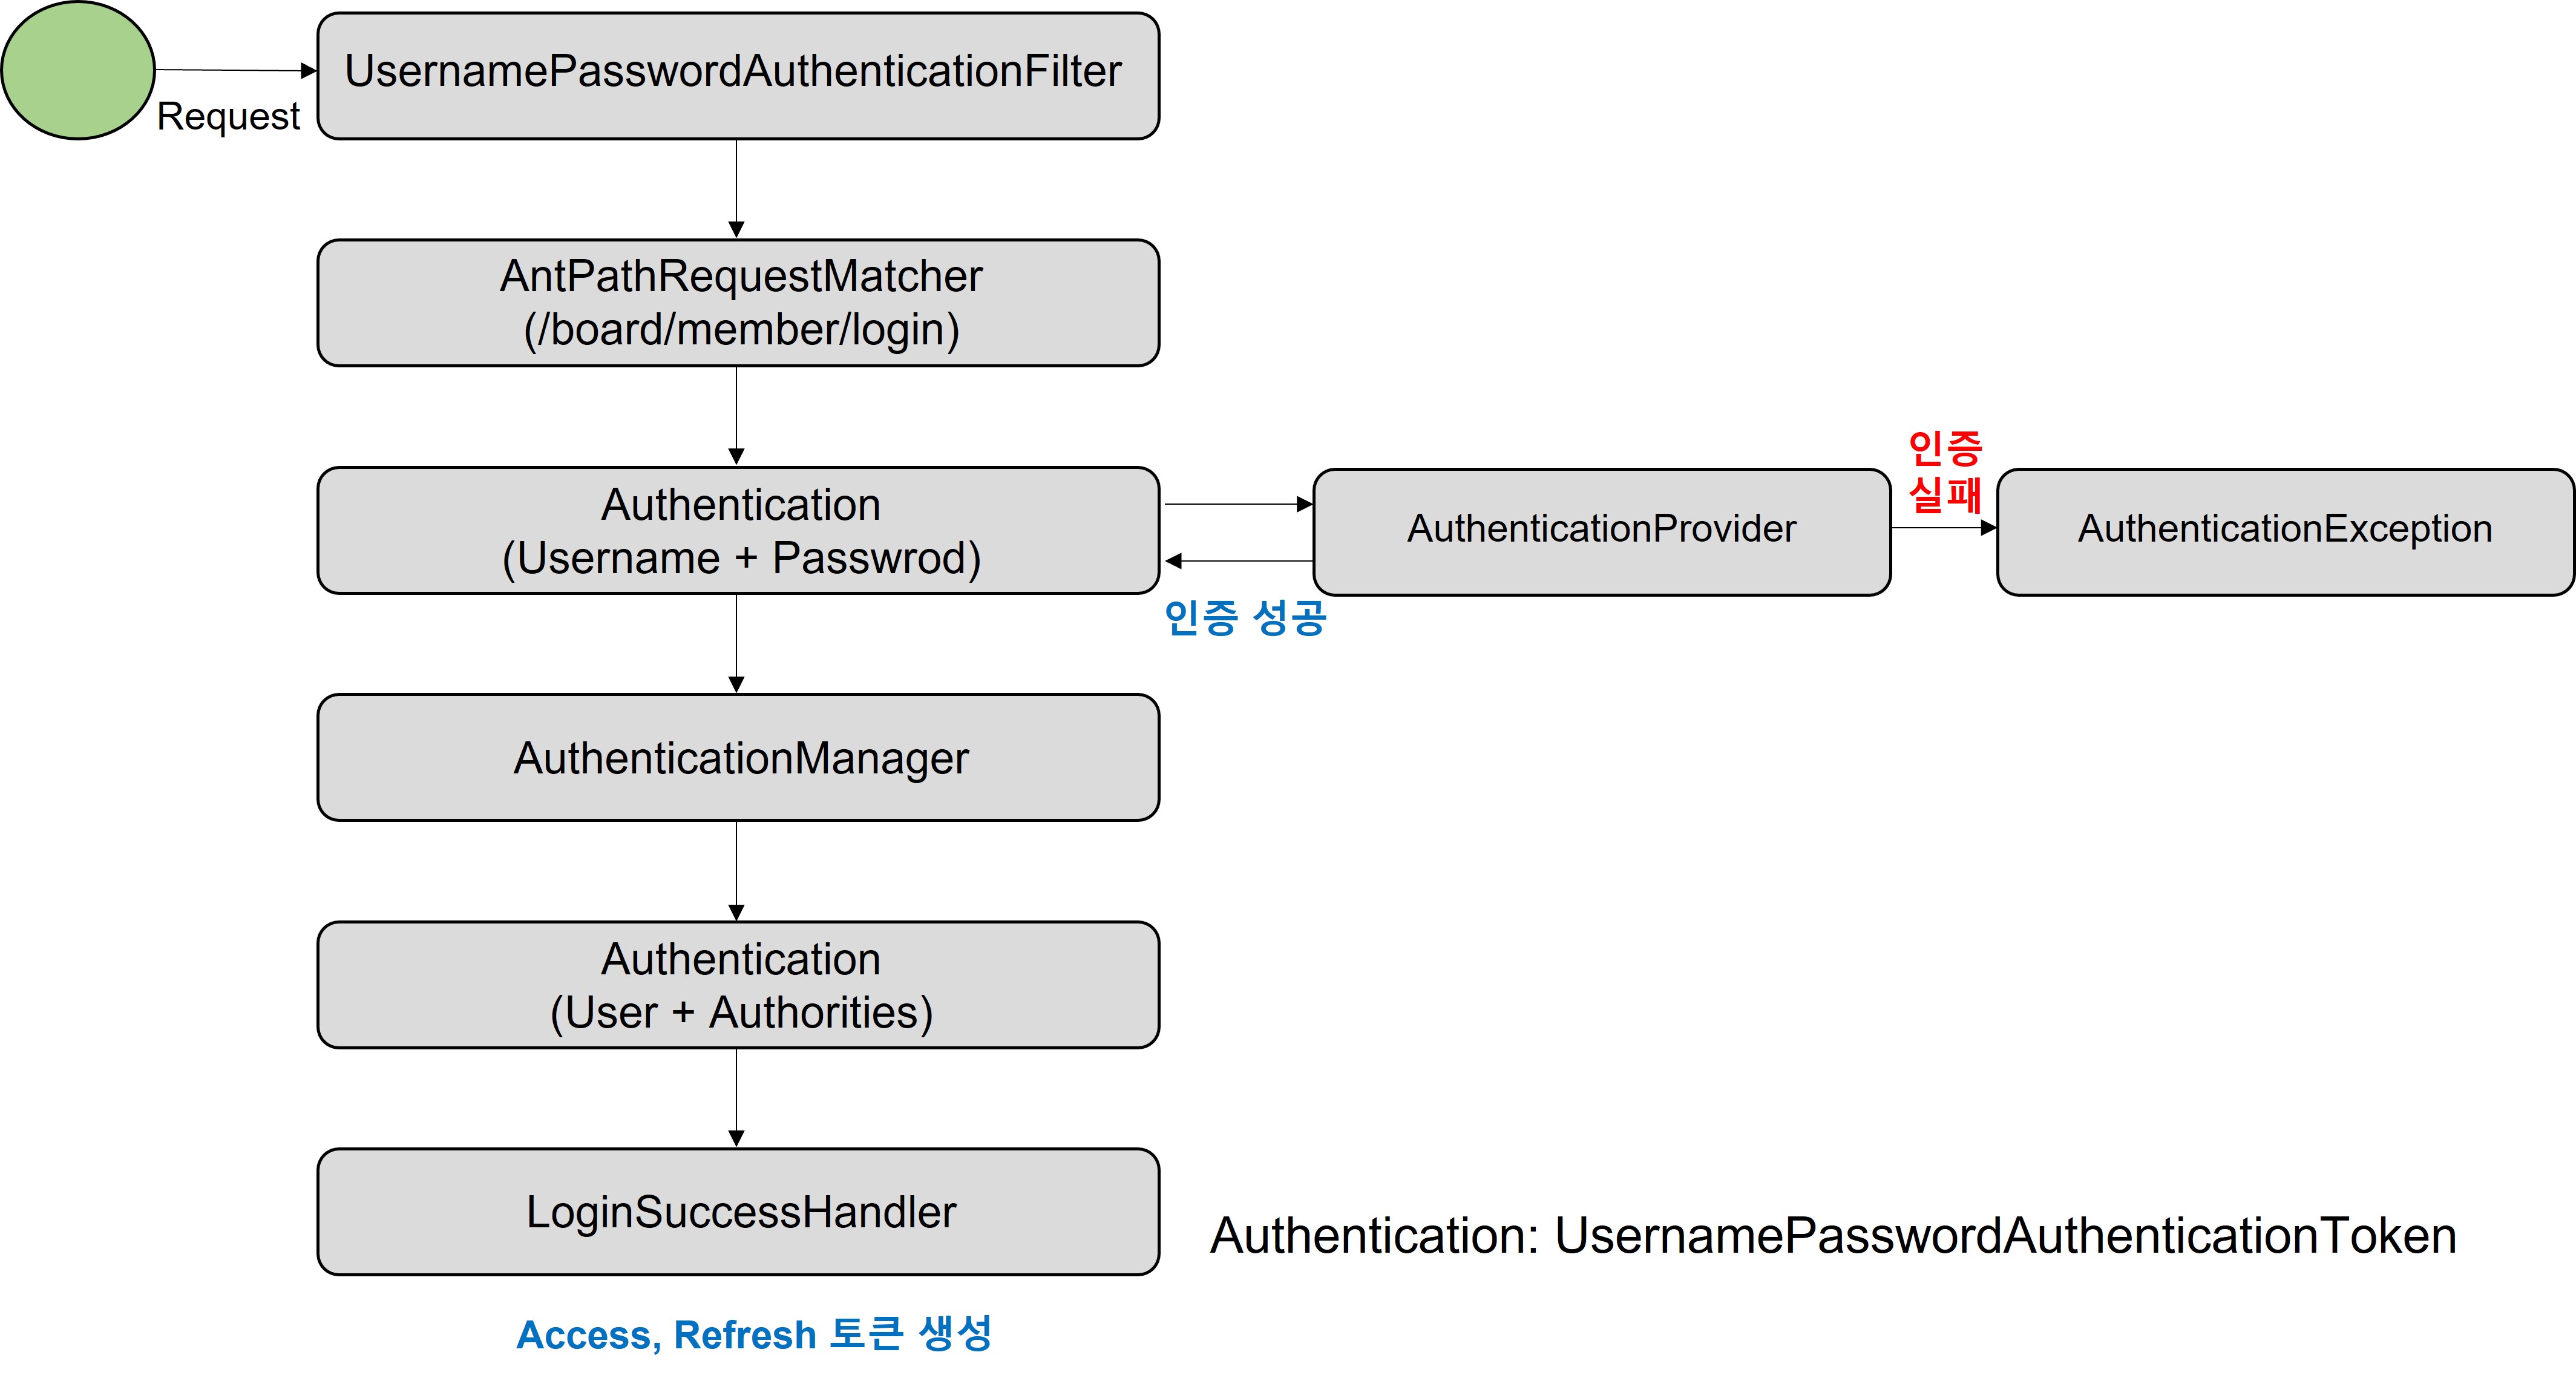 Request
UsernamePasswordAuthenticationFilter
AntPathRequestMatcher
(/board/member/login)
Authentication
(Username + Passwrod)
인증 성공
AuthenticationProvider
인증
실패
AuthenticationException
AuthenticationManager
Authentication
(User + Authorities)
LoginSuccessHandler
Authentication: UsernamePasswordAuthenticationToken
Access, Refresh 토큰 생성